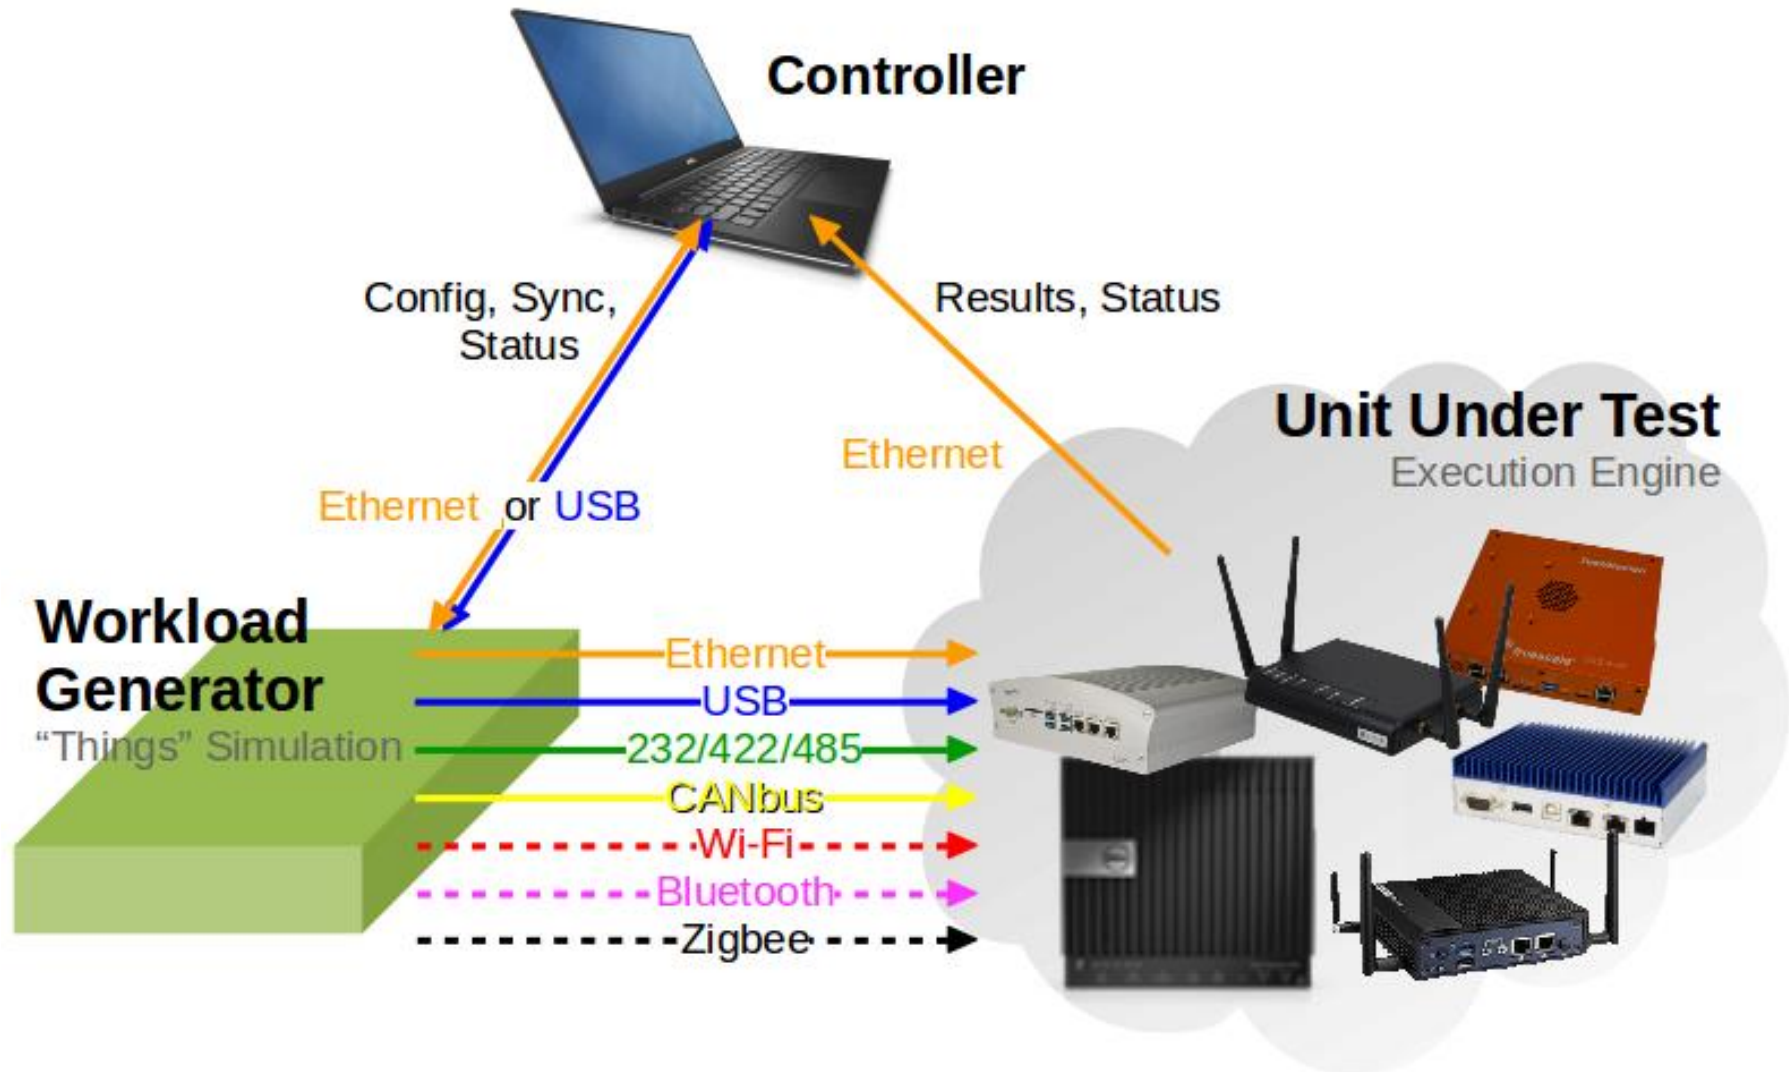 Controller
Config, Sync,
Status
Results, Status
Ethernet
Ethernet or USB
Unit Under Test
Execution Engine
Workload
Generator
“Things” Simulation
Ethernet
USB
232/422/485
CANbus
Wi-Fi
Bluetooth
Zigbee